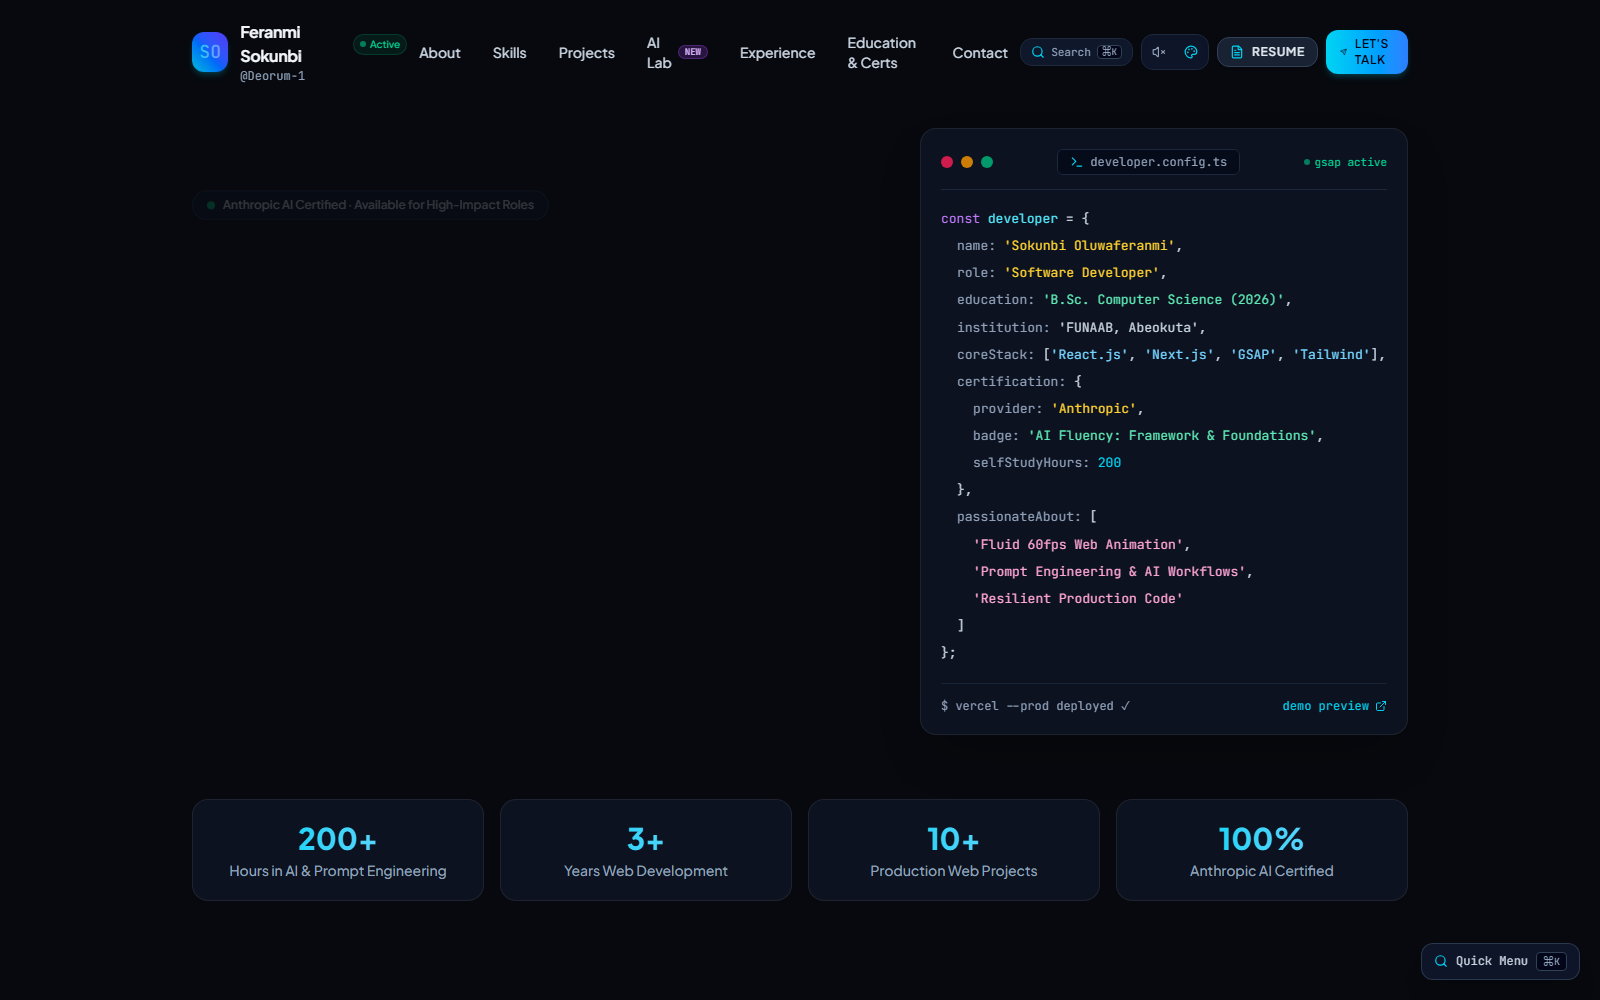 SO
Feranmi
Sokunbi
@Deorum-1
Active
About
Skills
Projects
AI
Lab
NEW
Experience
Education
& Certs
Contact
Search ⌘K
RESUME
LET'S
TALK
Anthropic AI Certified · Available for High-Impact Roles
developer.config.ts
gsap active
const developer = {
name: 'Sokunbi Oluwaferanmi',
role: 'Software Developer',
education: 'B.Sc. Computer Science (2026)',
institution: 'FUNAAB, Abeokuta',
coreStack: ['React.js', 'Next.js', 'GSAP', 'Tailwind'],
certification: {
provider: 'Anthropic',
badge: 'AI Fluency: Framework & Foundations',
selfStudyHours: 200
},
passionateAbout: [
'Fluid 60fps Web Animation',
'Prompt Engineering & AI Workflows',
'Resilient Production Code'
]
};
$ vercel --prod deployed ✓
demo preview
200+
Hours in AI & Prompt Engineering
3+
Years Web Development
10+
Production Web Projects
100%
Anthropic AI Certified
Quick Menu ⌘K